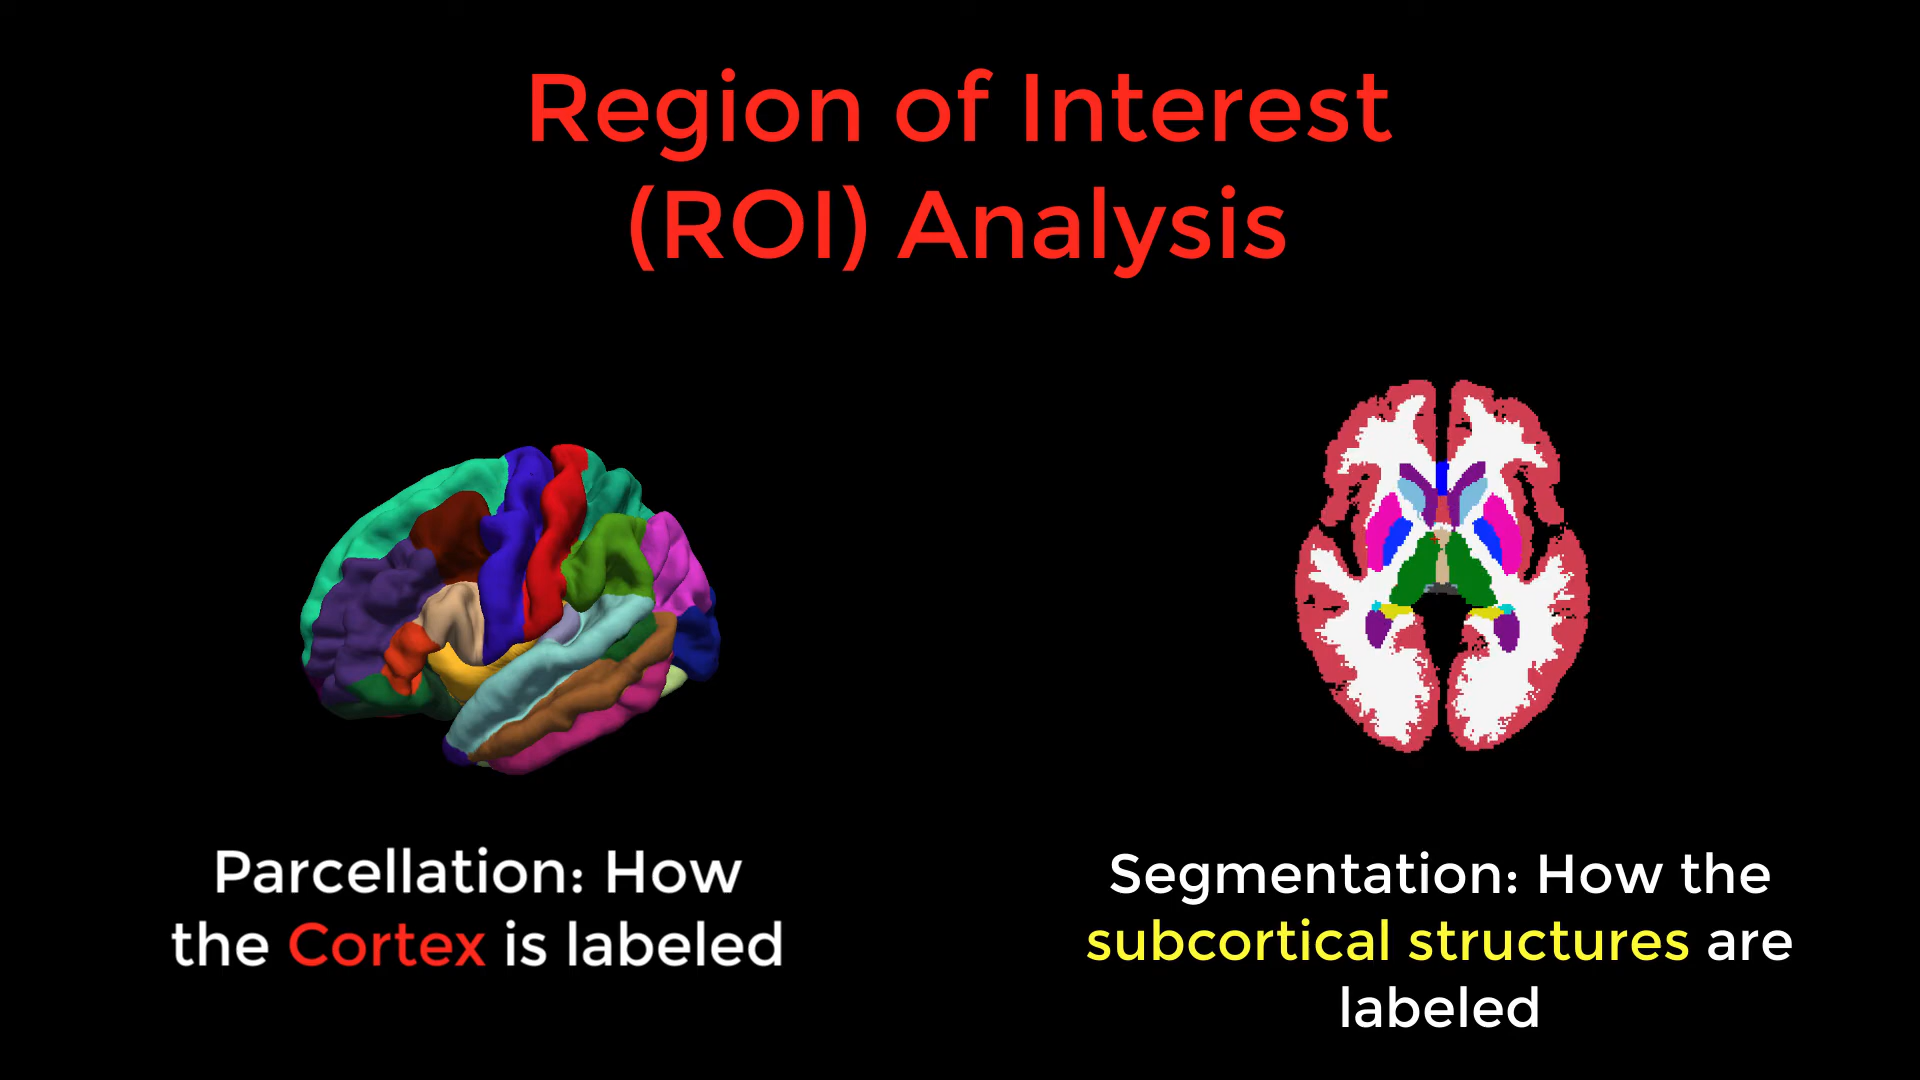 Region of Interest
(ROI) Analysis
Parcellation: How
the Cortex is labeled
Segmentation: How the
subcortical structures are
labeled